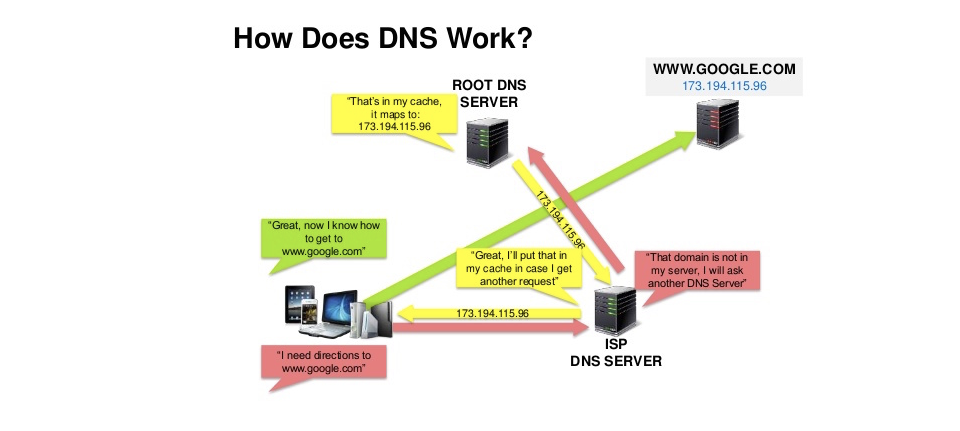 How Does DNS Work?
WWW.GOOGLE.COM
173.194.115.96
ROOT DNS
SERVER
“That’s in my cache,
it maps to:
173.194.115.96
173.194.115.96
“Great, now I know how
to get to
www.google.com”
“Great, I’ll put that in
my cache in case I get
another request”
“That domain is not in
my server, I will ask
another DNS Server”
173.194.115.96
ISP
DNS SERVER
“I need directions to
www.google.com”